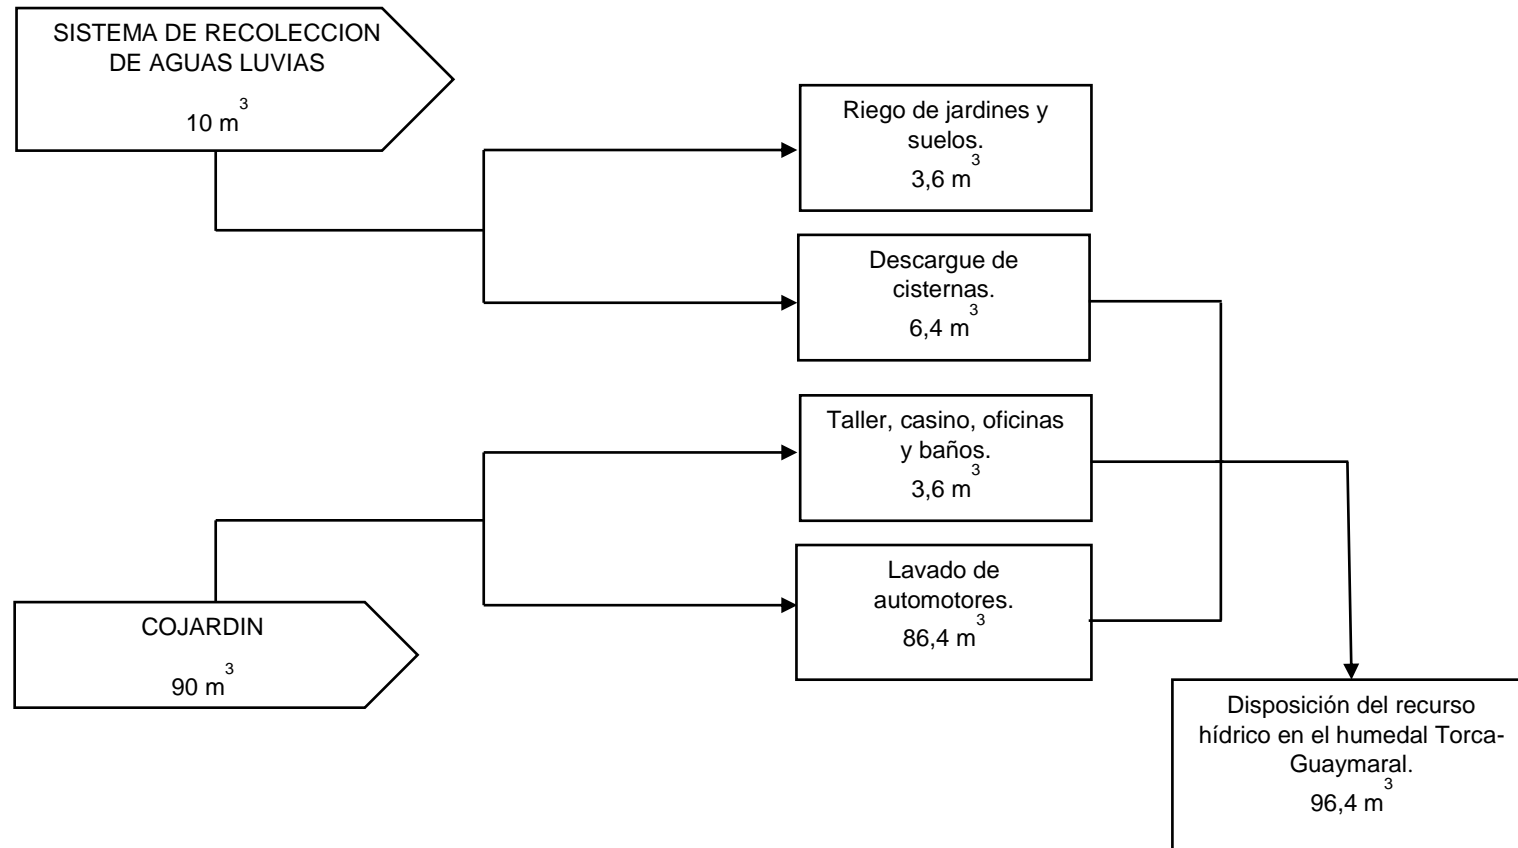 SISTEMA DE RECOLECCION
DE AGUAS LUVIAS
10 m³
Riego de jardines y
suelos.
3,6 m³
Descargue de
cisternas.
6,4 m³
Taller, casino, oficinas
y baños.
3,6 m³
Lavado de
automotores.
86,4 m³
COJARDIN
90 m³
Disposición del recurso
hídrico en el humedal Torca-
Guaymaral.
96,4 m³